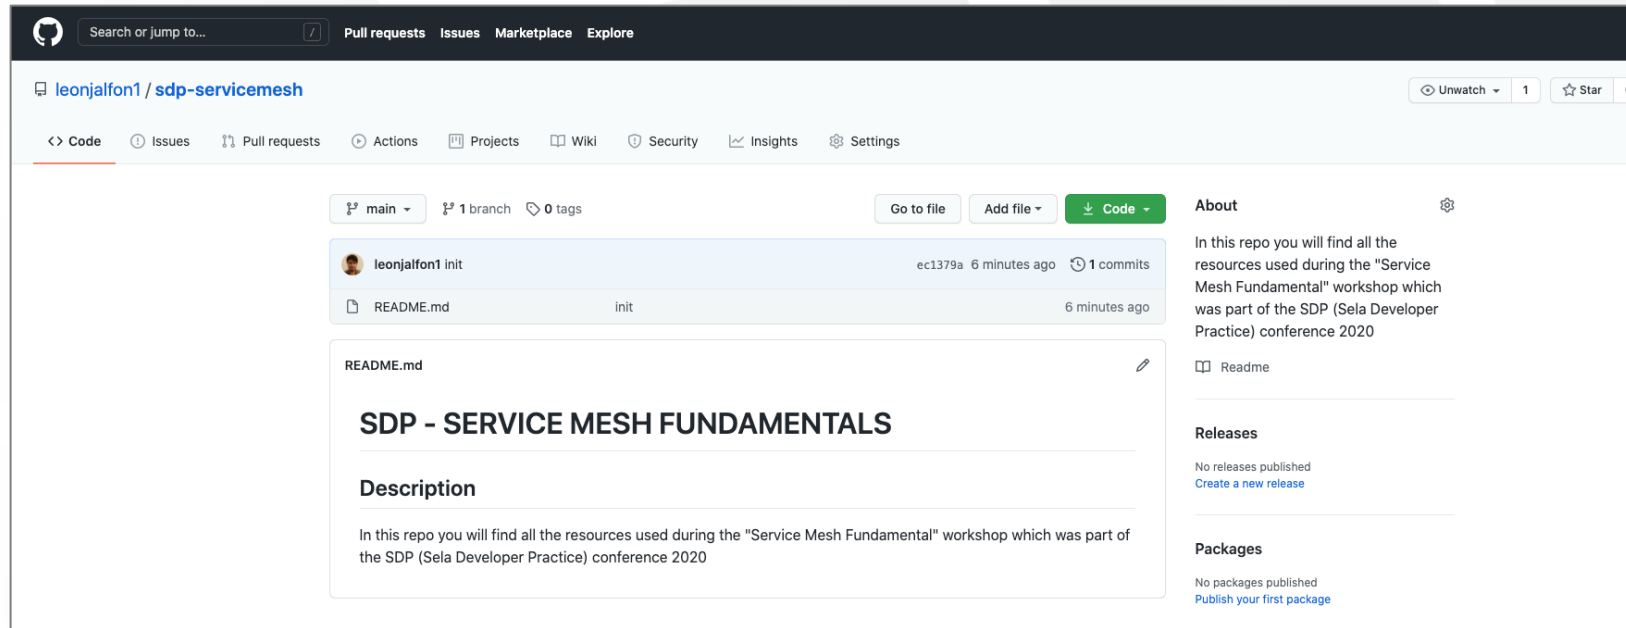 Search or jump to... /
Pull requests Issues Marketplace Explore
leonjalfon1 / sdp-servicemesh
Unwatch 1 Star
Code Issues Pull requests Actions Projects Wiki Security Insights Settings
main 1 branch 0 tags
Go to file Add file Code
leonjalfon1 init
ec1379a 6 minutes ago 1 commits
README.md init 6 minutes ago
README.md
SDP - SERVICE MESH FUNDAMENTALS
Description
In this repo you will find all the resources used during the "Service Mesh Fundamental" workshop which was part of
the SDP (Sela Developer Practice) conference 2020
About
In this repo you will find all the
resources used during the "Service
Mesh Fundamental" workshop which
was part of the SDP (Sela Developer
Practice) conference 2020
Readme
Releases
No releases published
Create a new release
Packages
No packages published
Publish your first package